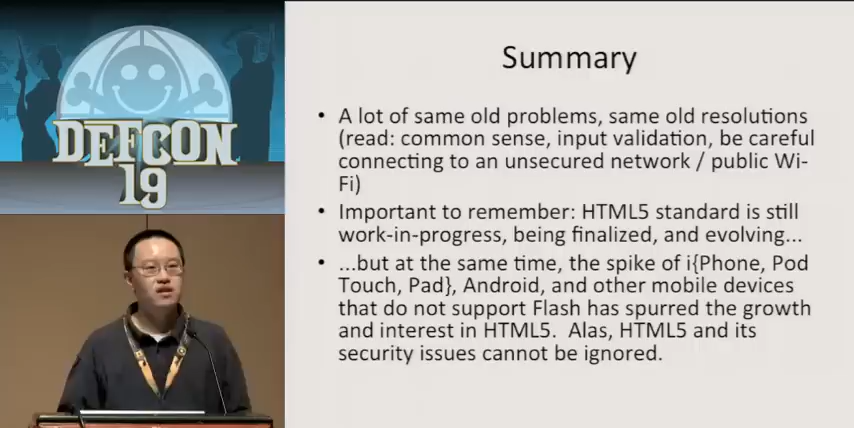 DEFCON
19
Summary
• A lot of same old problems, same old resolutions
(read: common sense, input validation, be careful
connecting to an unsecured network / public Wi-
Fi)
• Important to remember: HTML5 standard is still
work-in-progress, being finalized, and evolving...
• ...but at the same time, the spike of i{Phone, Pod
Touch, Pad}, Android, and other mobile devices
that do not support Flash has spurred the growth
and interest in HTML5.  Alas, HTML5 and its
security issues cannot be ignored.